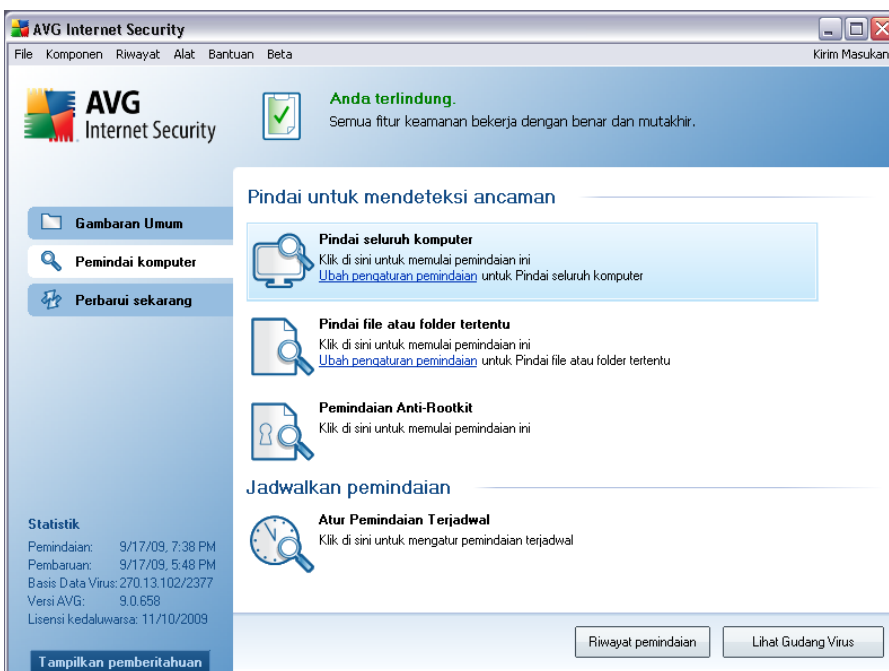 AVG Internet Security
File Komponen Riwayat Alat Bantuan Beta Kirim Masukan
AVG
Internet Security
Anda terlindung.
Semua fitur keamanan bekerja dengan benar dan mutakhir.
Gambaran Umum
Pemindai komputer
Perbarui sekarang
Pindai untuk mendeteksi ancaman
Pindai seluruh komputer
Klik di sini untuk memulai pemindaian ini
Ubah pengaturan pemindaian untuk Pindai seluruh komputer
Pindai file atau folder tertentu
Klik di sini untuk memulai pemindaian ini
Ubah pengaturan pemindaian untuk Pindai file atau folder tertentu
Pemindaian Anti-Rootkit
Klik di sini untuk memulai pemindaian ini
Jadwalkan pemindaian
Atur Pemindaian Terjadwal
Klik di sini untuk mengatur pemindaian terjadwal
Statistik
Pemindaian: 9/17/09, 7:38 PM
Pembaruan: 9/17/09, 5:48 PM
Basis Data Virus: 270.13.102/2377
Versi AVG: 9.0.658
Lisensi kedaluwarsa: 11/10/2009
Tampilkan pemberitahuan
Riwayat pemindaian
Lihat Gudang Virus